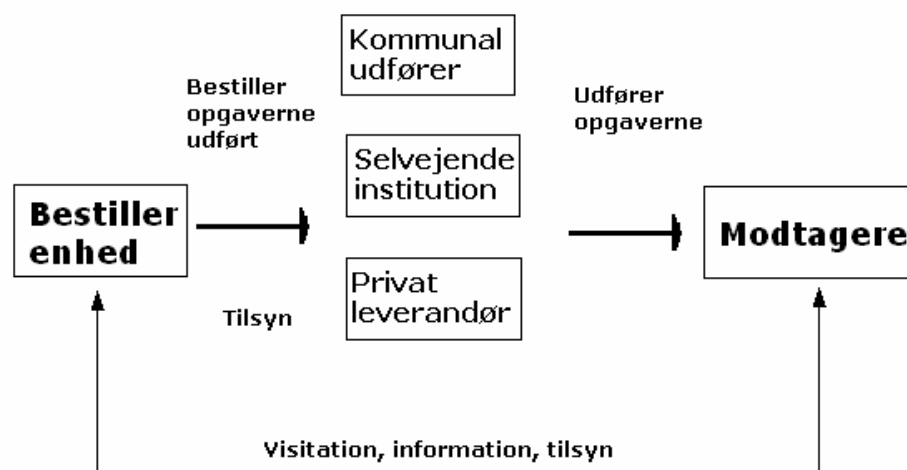 Kommunal
udfører
Bestiller
opgaverne
udført
Udfører
opgaverne
Selvejende
institution
Bestiller
enhed
Modtagere
Privat
leverandør
Tilsyn
Visitation, information, tilsyn